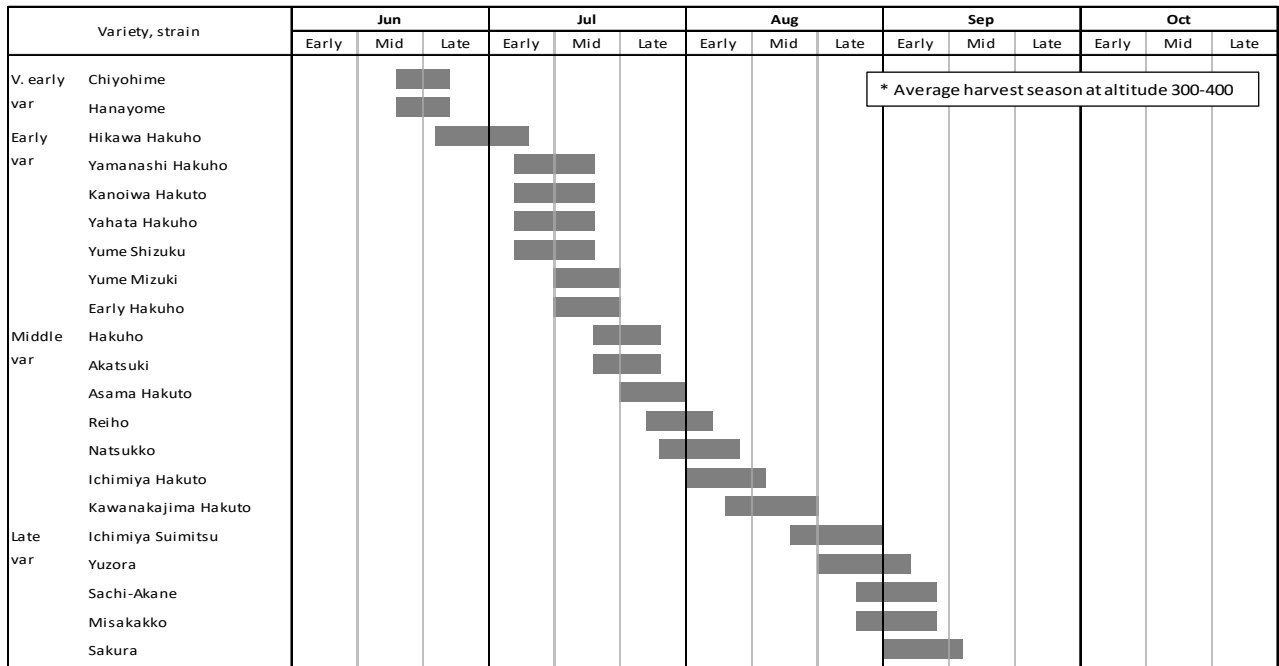 Variety, strain
Jun Jul Aug Sep Oct
Early Mid Late Early Mid Late Early Mid Late Early Mid Late Early Mid Late
* Average harvest season at altitude 300-400
V. early Chiyohime
var Hanayome
Early Hikawa Hakuho
var Yamanashi Hakuho
Kanoiwa Hakuto
Yahata Hakuho
Yume Shizuku
Yume Mizuki
Early Hakuho
Middle Hakuho
var Akatsuki
Asama Hakuto
Reiho
Natsukko
Ichimiya Hakuto
Kawanakajima Hakuto
Late Ichimiya Suimitsu
var Yuzora
Sachi-Akane
Misakakko
Sakura